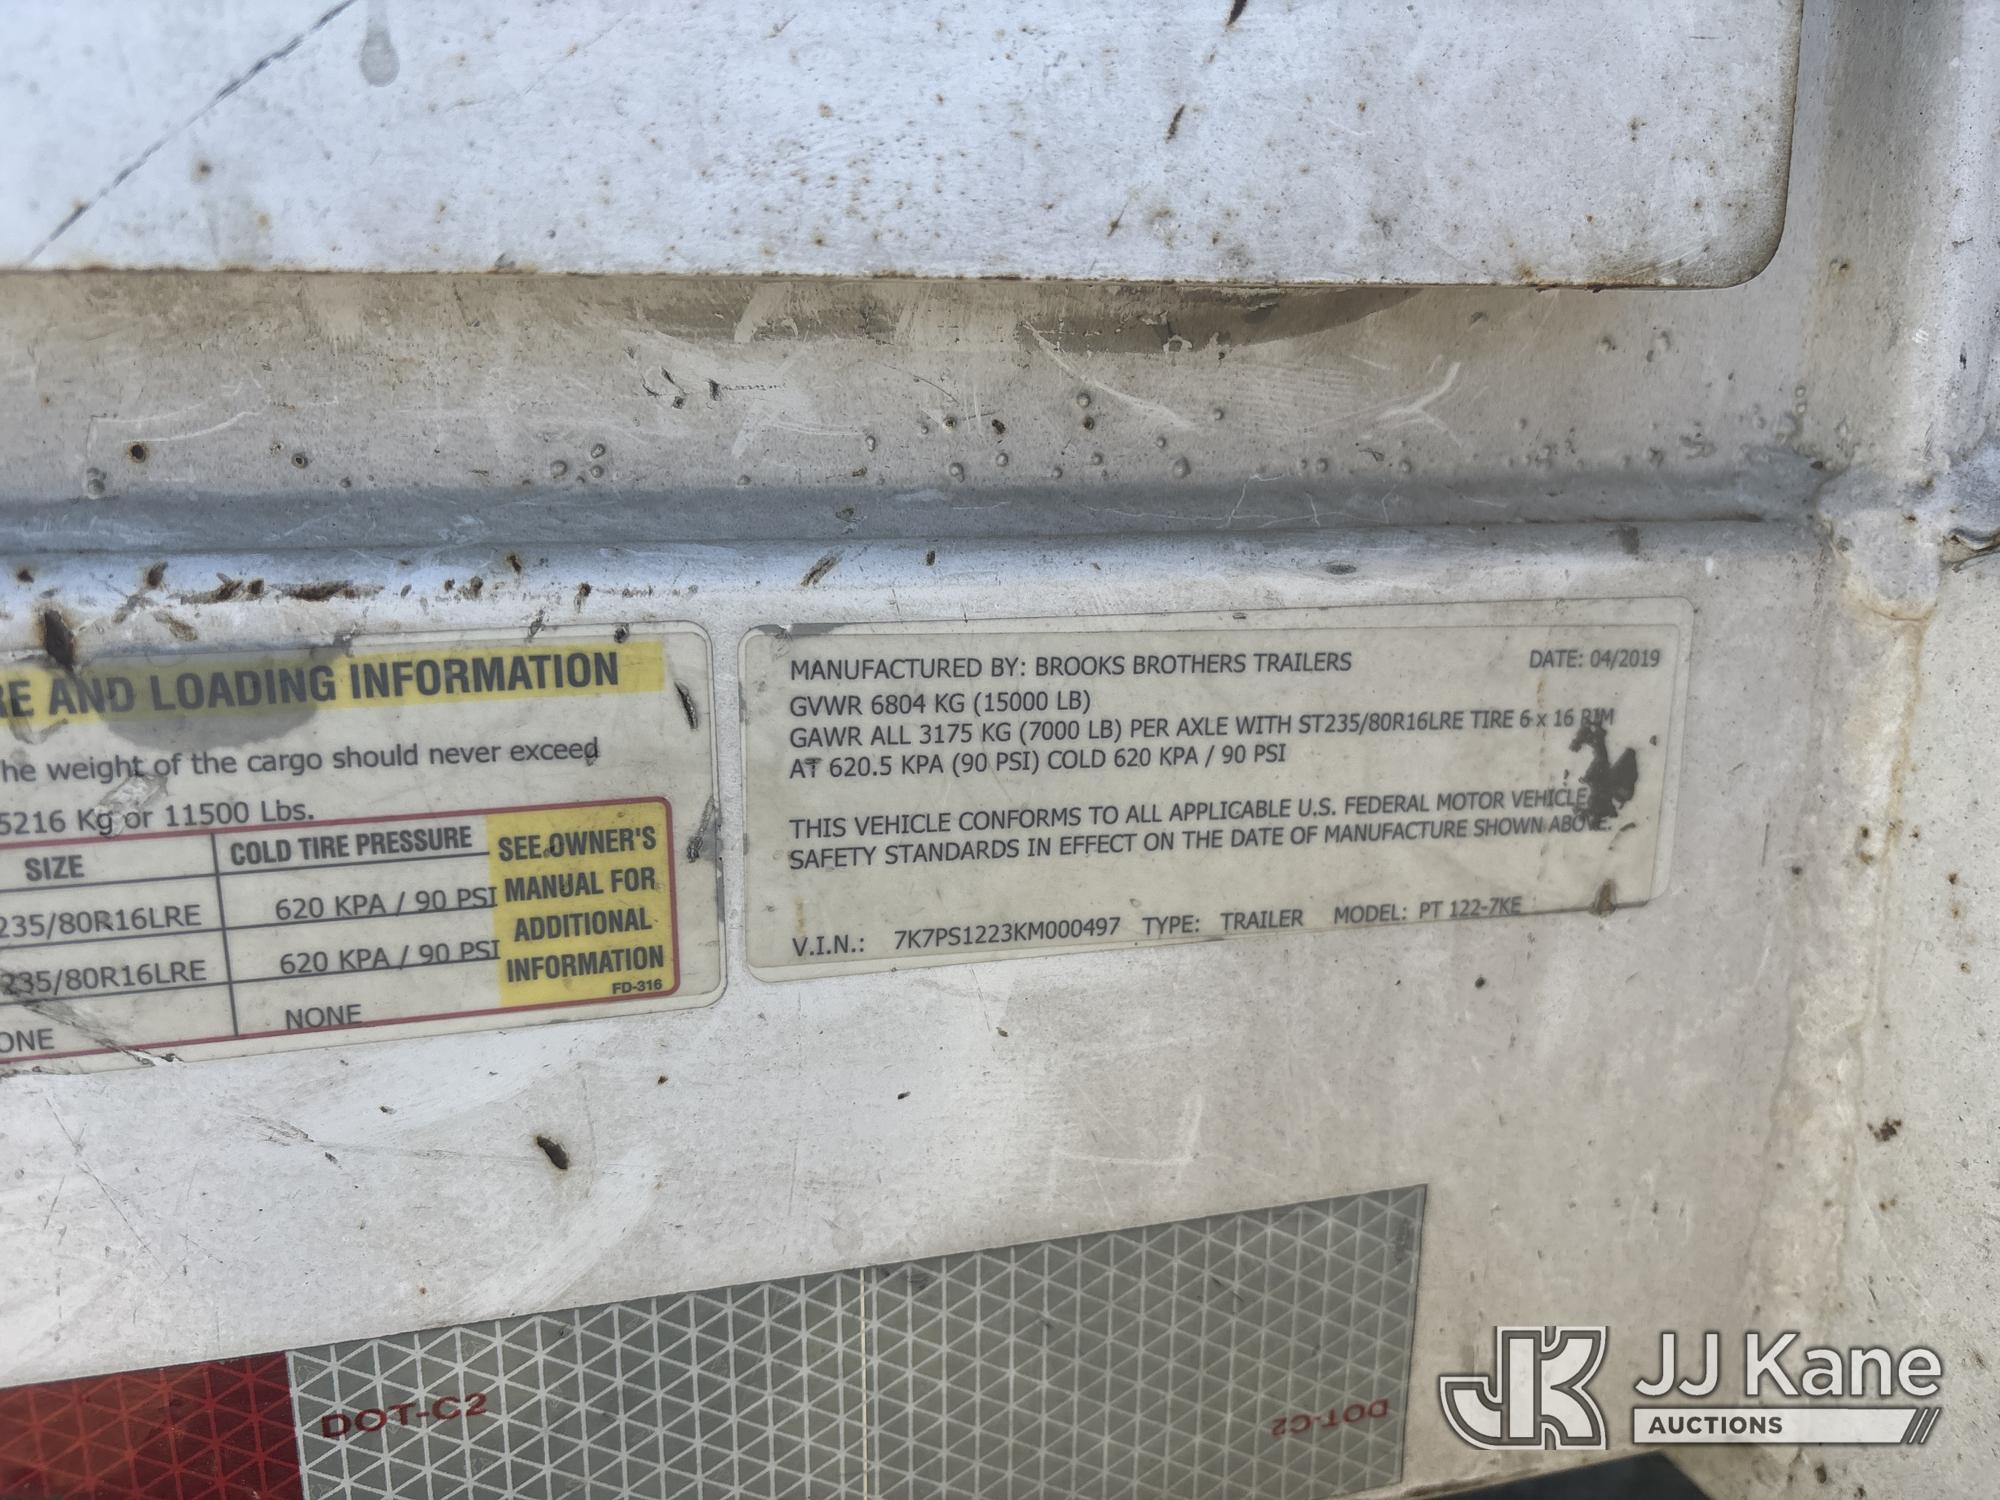 RE AND LOADING INFORMATION
he weight of the cargo should never exceed
5216 Kg or 11500 Lbs.
SIZE COLD TIRE PRESSURE SEE OWNER'S
MANUAL FOR
ADDITIONAL
INFORMATION
235/80R16LRE 620 KPA / 90 PSI
235/80R16LRE 620 KPA / 90 PSI
ONE NONE
FD-316
MANUFACTURED BY: BROOKS BROTHERS TRAILERS DATE: 04/2019
GVWR 6804 KG (15000 LB)
GAWR ALL 3175 KG (7000 LB) PER AXLE WITH ST235/80R16LRE TIRE 6 x 16 RIM
AT 620.5 KPA (90 PSI) COLD 620 KPA / 90 PSI
THIS VEHICLE CONFORMS TO ALL APPLICABLE U.S. FEDERAL MOTOR VEHICLE
SAFETY STANDARDS IN EFFECT ON THE DATE OF MANUFACTURE SHOWN ABOVE.
V.I.N.: 7K7PS1223KM000497 TYPE: TRAILER MODEL: PT 122-7KE
DOT-C2
DOT-C2
JK JJ Kane
AUCTIONS